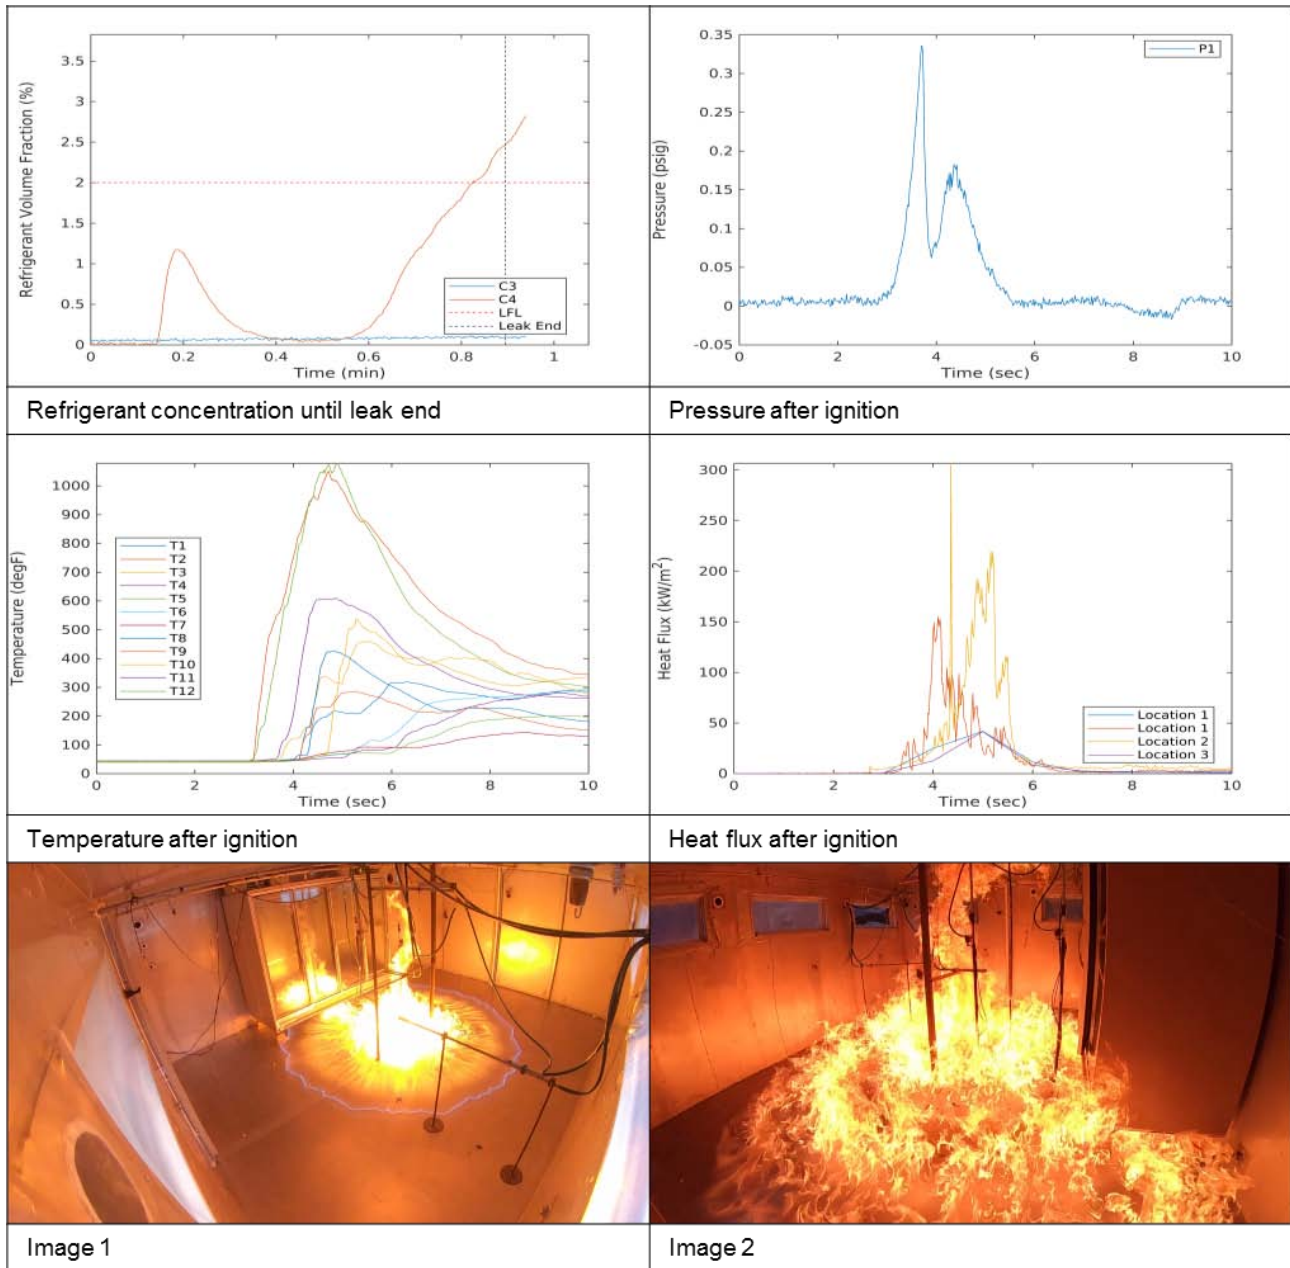 3.5
3
2.5
2
1.5
1
0.5
0
Refrigerant Volume Fraction (%)
C3
C4
LFL
Leak End
0 0.2 0.4 0.6 0.8 1
Time (min)
Refrigerant concentration until leak end
0.35
0.3
0.25
0.2
0.15
0.1
0.05
0
-0.05
Pressure (psig)
P1
0 2 4 6 8 10
Time (sec)
Pressure after ignition
1000
900
800
700
600
500
400
300
200
100
0
Temperature (degF)
T1
T2
T3
T4
T5
T6
T7
T8
T9
T10
T11
T12
0 2 4 6 8 10
Time (sec)
Temperature after ignition
300
250
200
150
100
50
0
Heat Flux (kW/m²)
Location 1
Location 1
Location 2
Location 3
0 2 4 6 8 10
Time (sec)
Heat flux after ignition
Image 1
Image 2